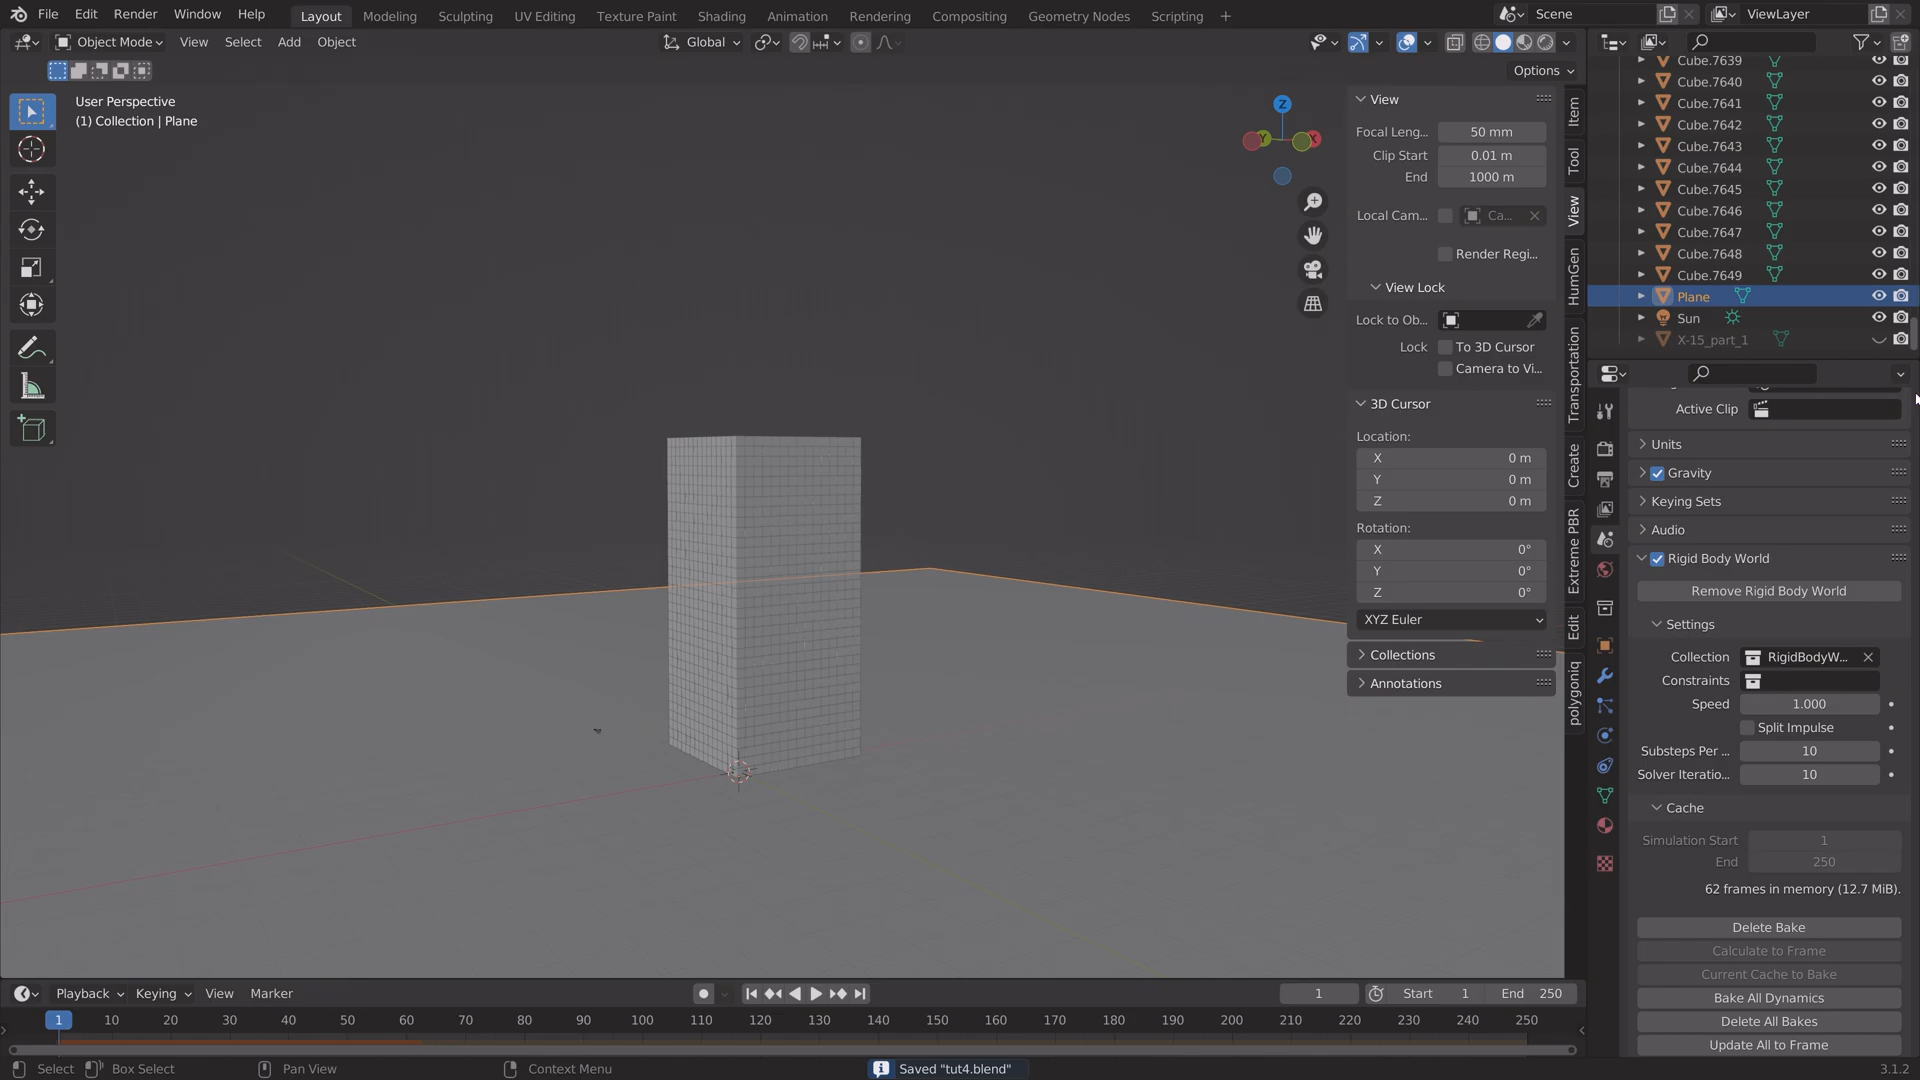 File Edit Render Window Help Layout Modeling Sculpting UV Editing Texture Paint Shading Animation Rendering Compositing Geometry Nodes Scripting Scene ViewLayer
Object Mode View Select Add Object Global
Options
User Perspective
(1) Collection | Plane
Z
Y
X
View
Focal Leng... 50 mm
Clip Start 0.01 m
End 1000 m
Local Cam... Ca...
Render Regi...
View Lock
Lock to Ob...
Lock To 3D Cursor
Camera to Vi...
3D Cursor
Location:
X 0 m
Y 0 m
Z 0 m
Rotation:
X 0°
Y 0°
Z 0°
XYZ Euler
Collections
Annotations
Item
Tool
View
HumGen
Transportation
Create
Extreme PBR
Edit
polygoniq
Cube.7639
Cube.7640
Cube.7641
Cube.7642
Cube.7643
Cube.7644
Cube.7645
Cube.7646
Cube.7647
Cube.7648
Cube.7649
Plane
Sun
X-15_part_1
Active Clip
Units
Gravity
Keying Sets
Audio
Rigid Body World
Remove Rigid Body World
Settings
Collection RigidBodyW...
Constraints
Speed 1.000
Split Impulse
Substeps Per ... 10
Solver Iteratio... 10
Cache
Simulation Start 1
End 250
62 frames in memory (12.7 MiB).
Delete Bake
Calculate to Frame
Current Cache to Bake
Bake All Dynamics
Delete All Bakes
Update All to Frame
Playback Keying View Marker 1 Start 1 End 250
1 10 20 30 40 50 60 70 80 90 100 110 120 130 140 150 160 170 180 190 200 210 220 230 240 250
Select Box Select Pan View Context Menu Saved "tut4.blend" 3.1.2